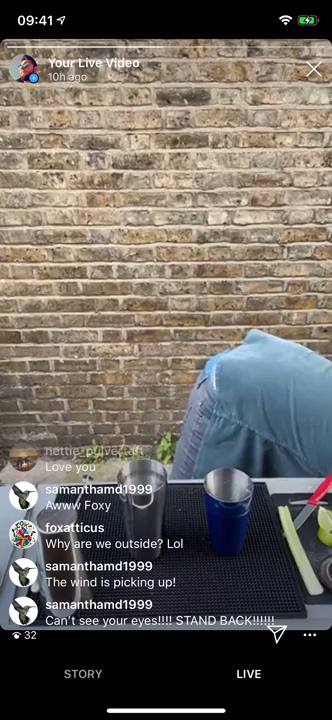 09:41
Your Live Video
10h ago
nettie_pulvertaft
Love you
samanthamd1999
Awww Foxy
foxatticus
Why are we outside? Lol
samanthamd1999
The wind is picking up!
samanthamd1999
Can't see your eyes!!!! STAND BACK!!!!!!
32
STORY
LIVE